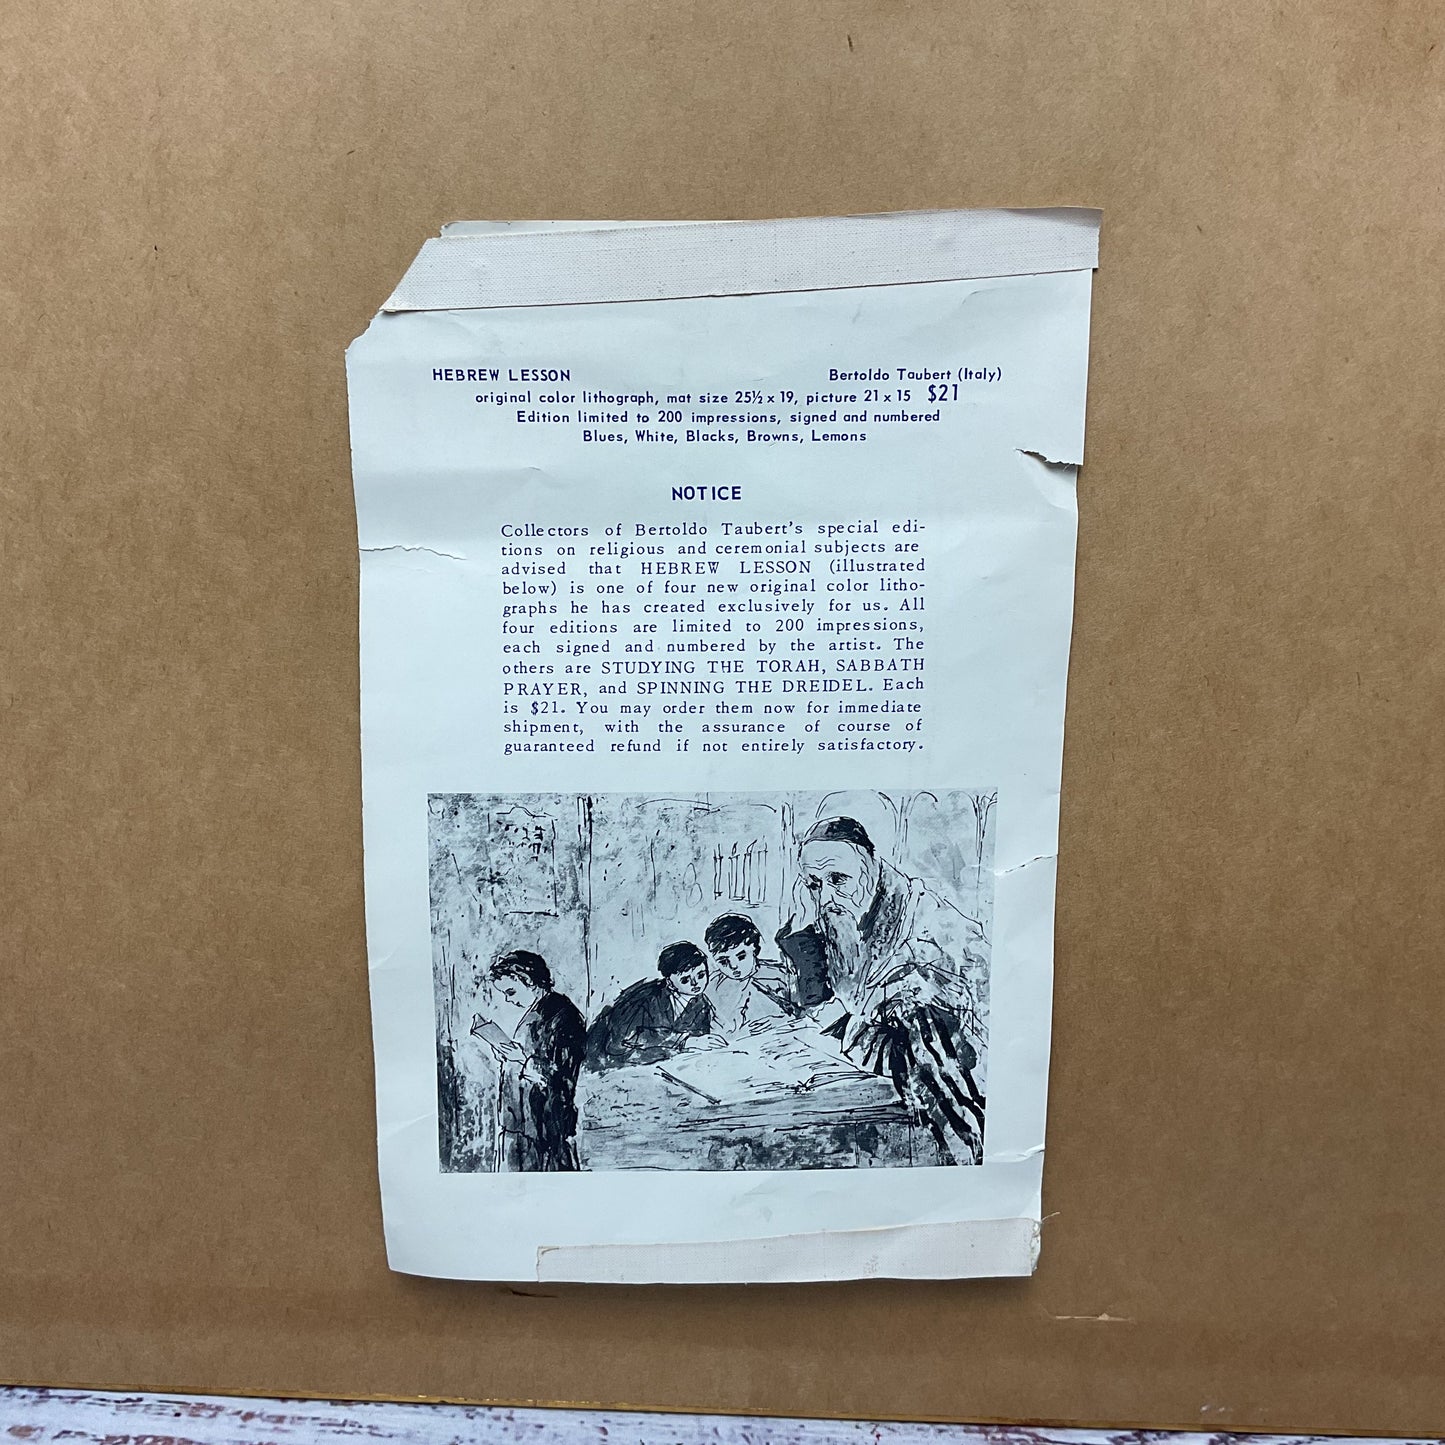 HEBREW LESSON Bertoldo Taubert (Italy)
original color lithograph, mat size 25½ x 19, picture 21 x 15 $21
Edition limited to 200 impressions, signed and numbered
Blues, White, Blacks, Browns, Lemons
NOTICE
Collectors of Bertoldo Taubert's special edi-
tions on religious and ceremonial subjects are
advised that HEBREW LESSON (illustrated
below) is one of four new original color litho-
graphs he has created exclusively for us. All
four editions are limited to 200 impressions,
each signed and numbered by the artist. The
others are STUDYING THE TORAH, SABBATH
PRAYER, and SPINNING THE DREIDEL. Each
is $21. You may order them now for immediate
shipment, with the assurance of course of
guaranteed refund if not entirely satisfactory.